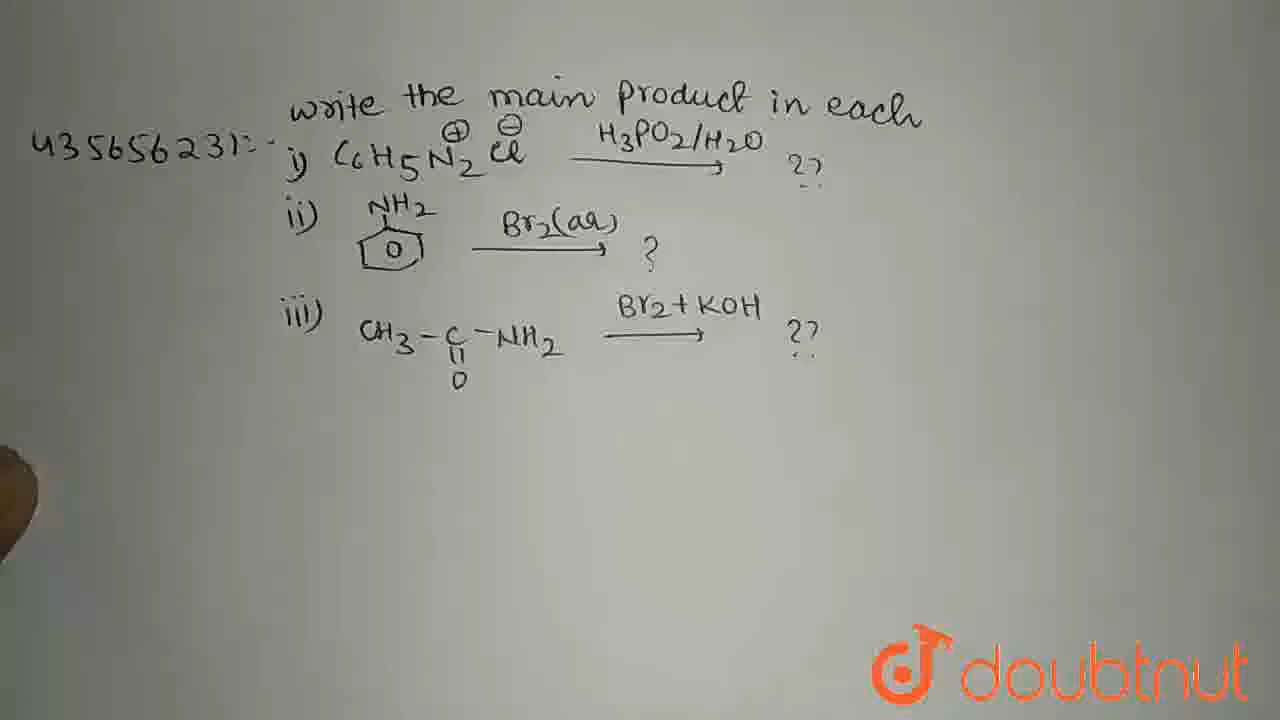 write the main product in each
435656231:-
i) C6H5N2⊕ Cl⊖ H3PO2/H2O → ??
ii) NH2 Br2(aq) → ?
iii) CH3-C-NH2 Br2+KOH → ??
O
doubtnut